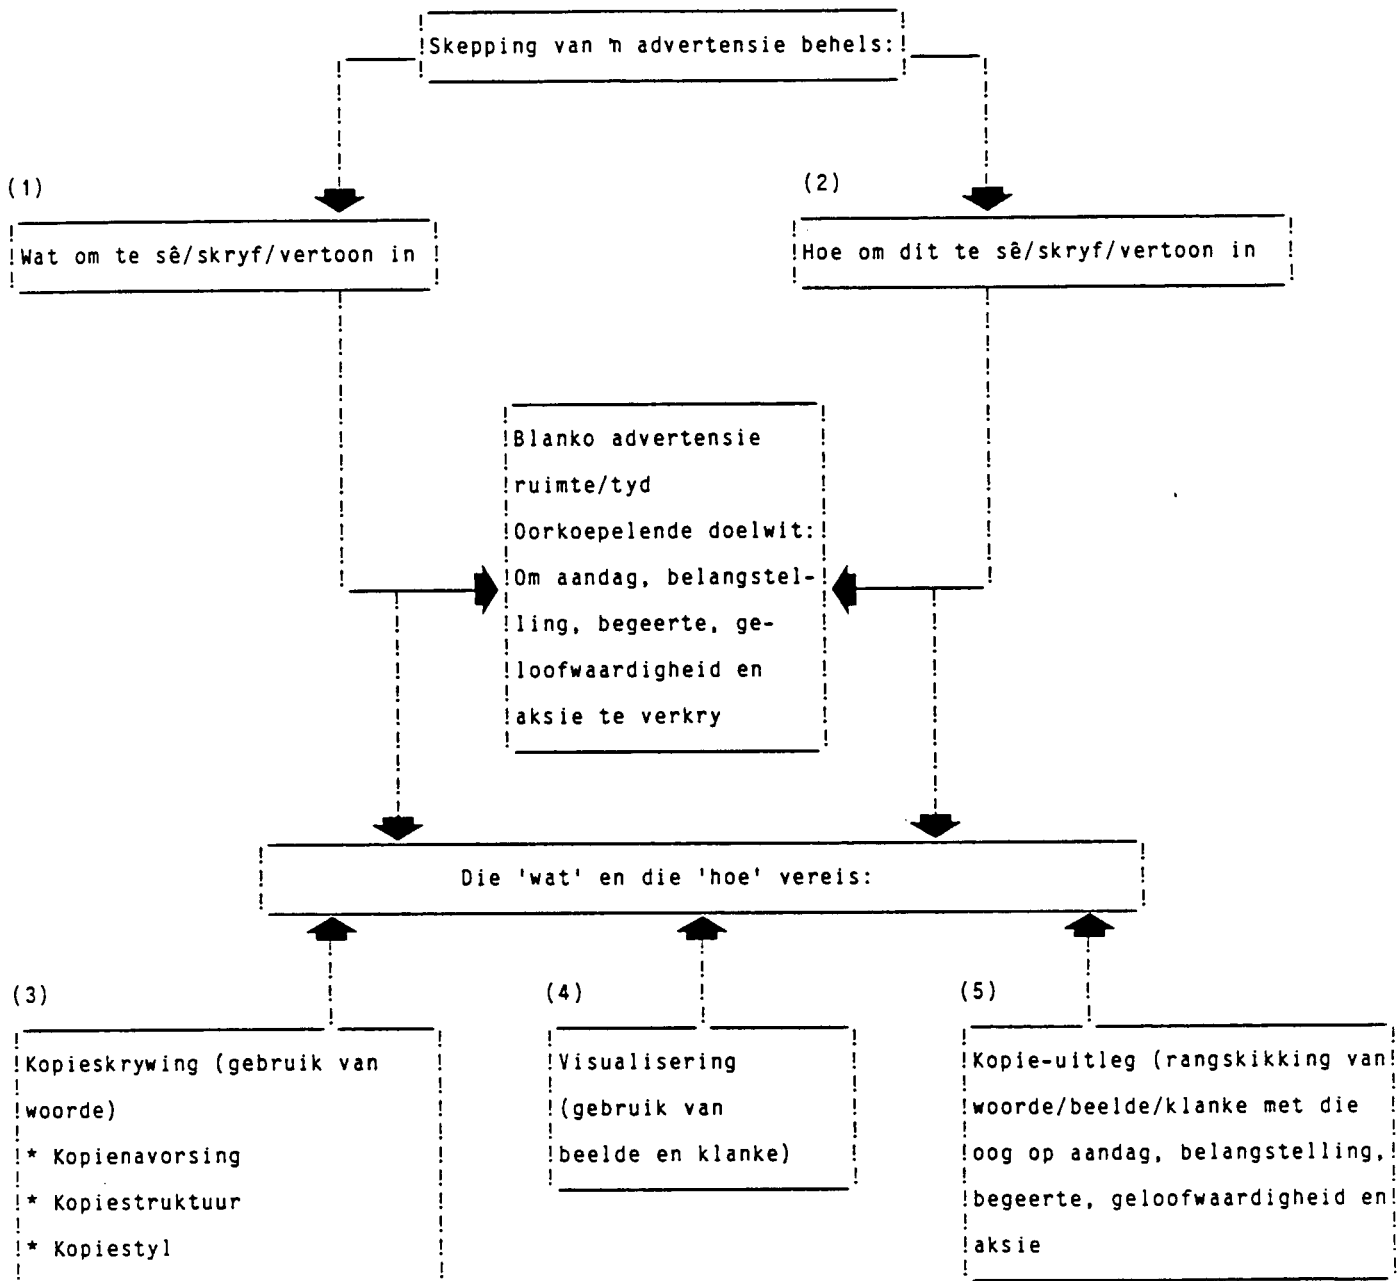 Skepping van 'n advertensie behels:
(1)
(2)
Wat om te sê/skryf/vertoon in
Hoe om dit te sê/skryf/vertoon in
Blanko advertensie
ruimte/tyd
Oorkoepelende doelwit:
Om aandag, belangstel-
ling, begeerte, ge-
loofwaardigheid en
aksie te verkry
Die 'wat' en die 'hoe' vereis:
(3)
Kopieskrywing (gebruik van
woorde)
* Kopienavorsing
* Kopiestruktuur
* Kopiestyl
(4)
Visualisering
(gebruik van
beelde en klanke)
(5)
Kopie-uitleg (rangskikking van
woorde/beelde/klanke met die
oog op aandag, belangstelling,
begeerte, geloofwaardigheid en
aksie